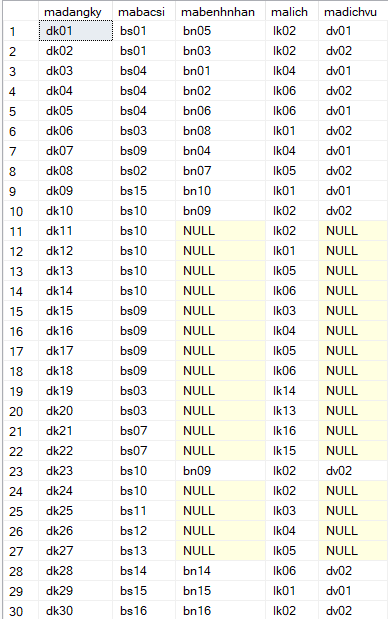 madangky mabacsi mabenhnhan malich madichvu
1 dk01 bs01 bn05 lk02 dv01
2 dk02 bs01 bn03 lk02 dv02
3 dk03 bs04 bn01 lk04 dv01
4 dk04 bs04 bn02 lk06 dv02
5 dk05 bs04 bn06 lk06 dv01
6 dk06 bs03 bn08 lk01 dv02
7 dk07 bs09 bn04 lk04 dv01
8 dk08 bs02 bn07 lk05 dv02
9 dk09 bs15 bn10 lk01 dv01
10 dk10 bs10 bn09 lk02 dv02
11 dk11 bs10 NULL lk02 NULL
12 dk12 bs10 NULL lk01 NULL
13 dk13 bs10 NULL lk05 NULL
14 dk14 bs10 NULL lk06 NULL
15 dk15 bs09 NULL lk03 NULL
16 dk16 bs09 NULL lk04 NULL
17 dk17 bs09 NULL lk05 NULL
18 dk18 bs09 NULL lk06 NULL
19 dk19 bs03 NULL lk14 NULL
20 dk20 bs03 NULL lk13 NULL
21 dk21 bs07 NULL lk16 NULL
22 dk22 bs07 NULL lk15 NULL
23 dk23 bs10 bn09 lk02 dv02
24 dk24 bs10 NULL lk02 NULL
25 dk25 bs11 NULL lk03 NULL
26 dk26 bs12 NULL lk04 NULL
27 dk27 bs13 NULL lk05 NULL
28 dk28 bs14 bn14 lk06 dv02
29 dk29 bs15 bn15 lk01 dv01
30 dk30 bs16 bn16 lk02 dv02